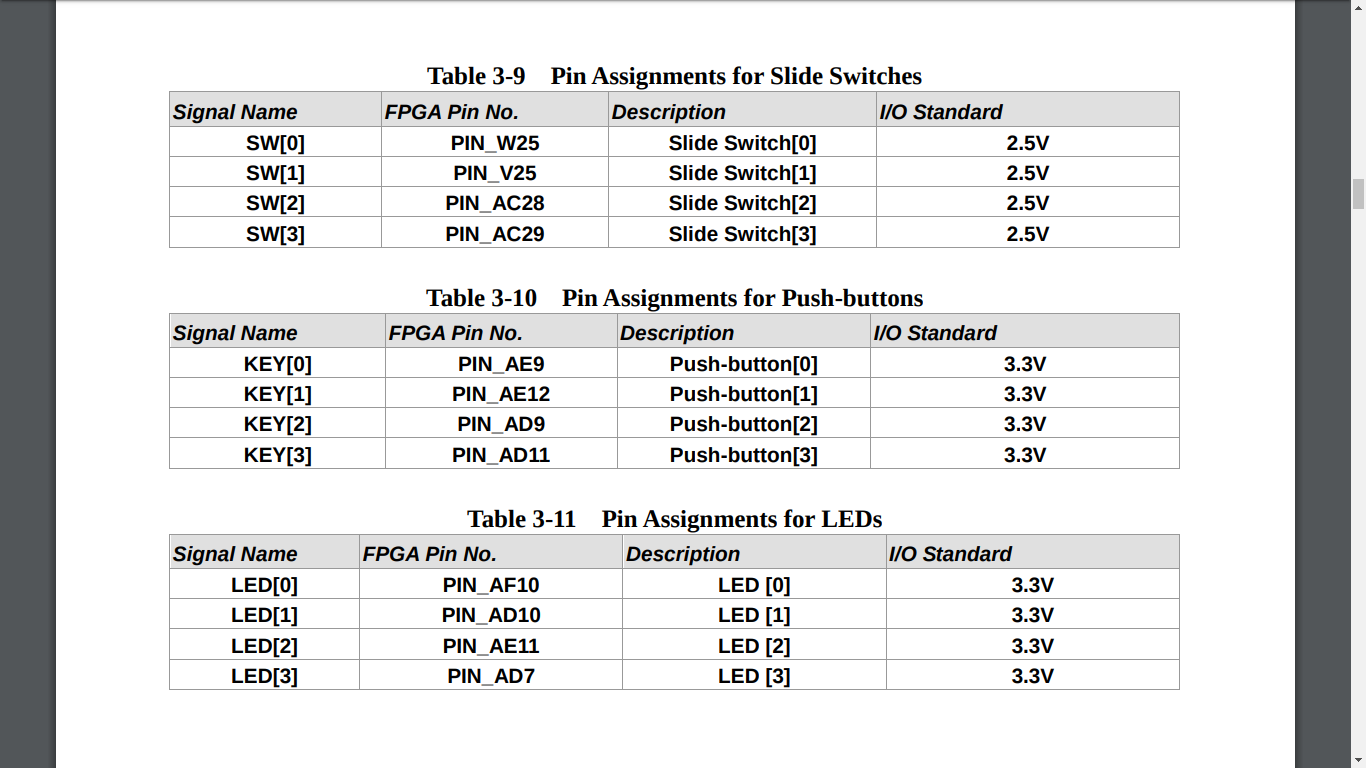 Table 3-9 Pin Assignments for Slide Switches
Signal Name FPGA Pin No. Description I/O Standard
SW[0] PIN_W25 Slide Switch[0] 2.5V
SW[1] PIN_V25 Slide Switch[1] 2.5V
SW[2] PIN_AC28 Slide Switch[2] 2.5V
SW[3] PIN_AC29 Slide Switch[3] 2.5V
Table 3-10 Pin Assignments for Push-buttons
Signal Name FPGA Pin No. Description I/O Standard
KEY[0] PIN_AE9 Push-button[0] 3.3V
KEY[1] PIN_AE12 Push-button[1] 3.3V
KEY[2] PIN_AD9 Push-button[2] 3.3V
KEY[3] PIN_AD11 Push-button[3] 3.3V
Table 3-11 Pin Assignments for LEDs
Signal Name FPGA Pin No. Description I/O Standard
LED[0] PIN_AF10 LED [0] 3.3V
LED[1] PIN_AD10 LED [1] 3.3V
LED[2] PIN_AE11 LED [2] 3.3V
LED[3] PIN_AD7 LED [3] 3.3V